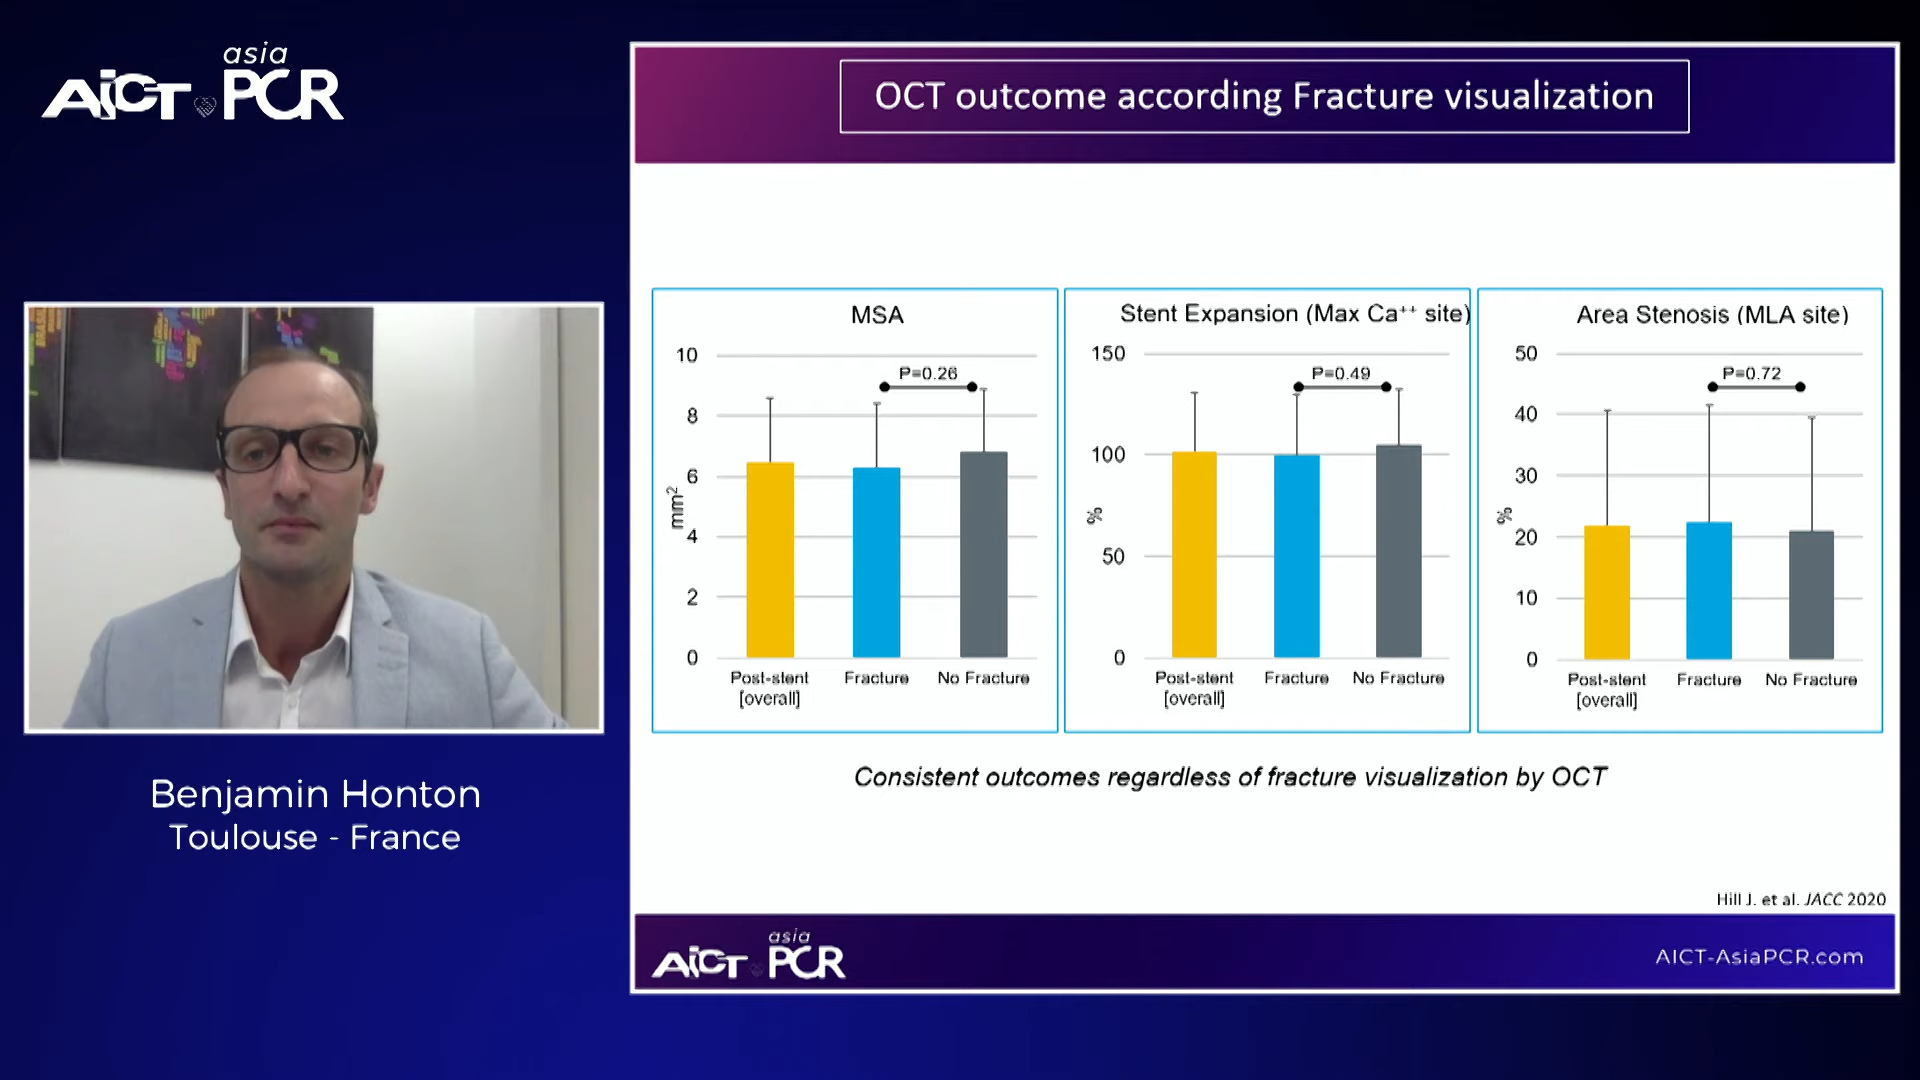 asia
AICT PCR
Benjamin Honton
Toulouse - France
OCT outcome according Fracture visualization
MSA
10
8
6
4
2
0
mm²
P=0.26
Post-stent
[overall]
Fracture
No Fracture
Stent Expansion (Max Ca⁺⁺ site)
150
100
50
0
%
P=0.49
Post-stent
[overall]
Fracture
No Fracture
Area Stenosis (MLA site)
50
40
30
20
10
0
%
P=0.72
Post-stent
[overall]
Fracture
No Fracture
Consistent outcomes regardless of fracture visualization by OCT
Hill J. et al. JACC 2020
asia
AICT PCR
AICT-AsiaPCR.com